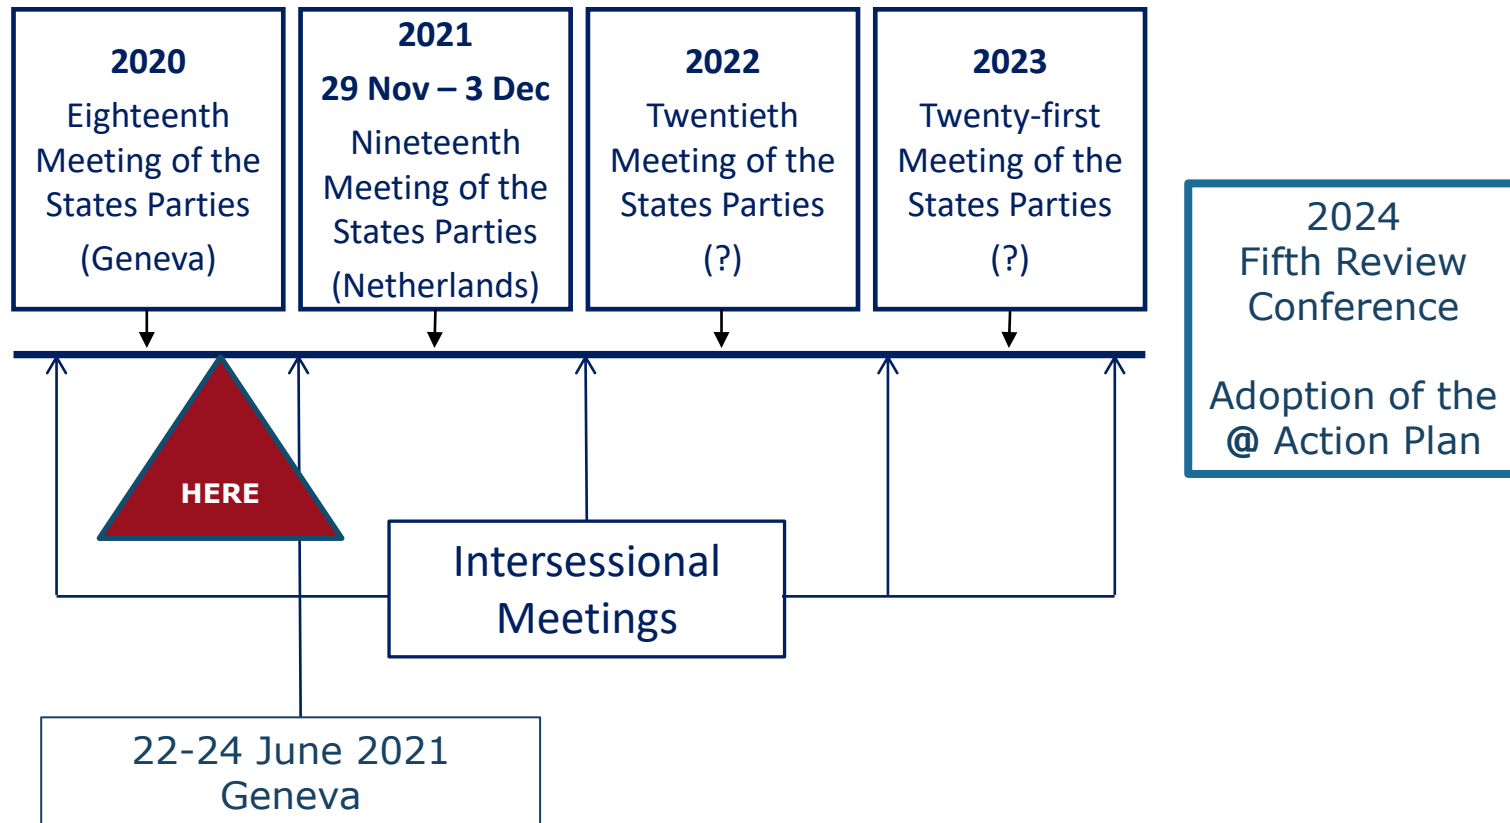 2020
Eighteenth
Meeting of the
States Parties
(Geneva)
2021
29 Nov – 3 Dec
Nineteenth
Meeting of the
States Parties
(Netherlands)
2022
Twentieth
Meeting of the
States Parties
(?)
2023
Twenty-first
Meeting of the
States Parties
(?)
2024
Fifth Review
Conference
Adoption of the
@ Action Plan
HERE
Intersessional
Meetings
22-24 June 2021
Geneva